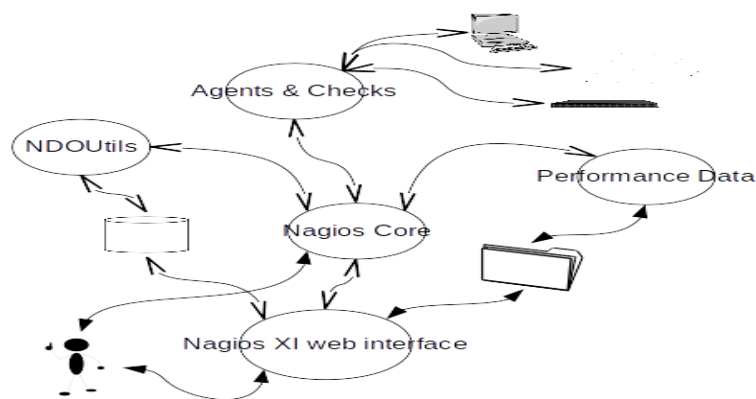 Agents & Checks
NDOUtils
Performance Data
Nagios Core
Nagios XI web interface